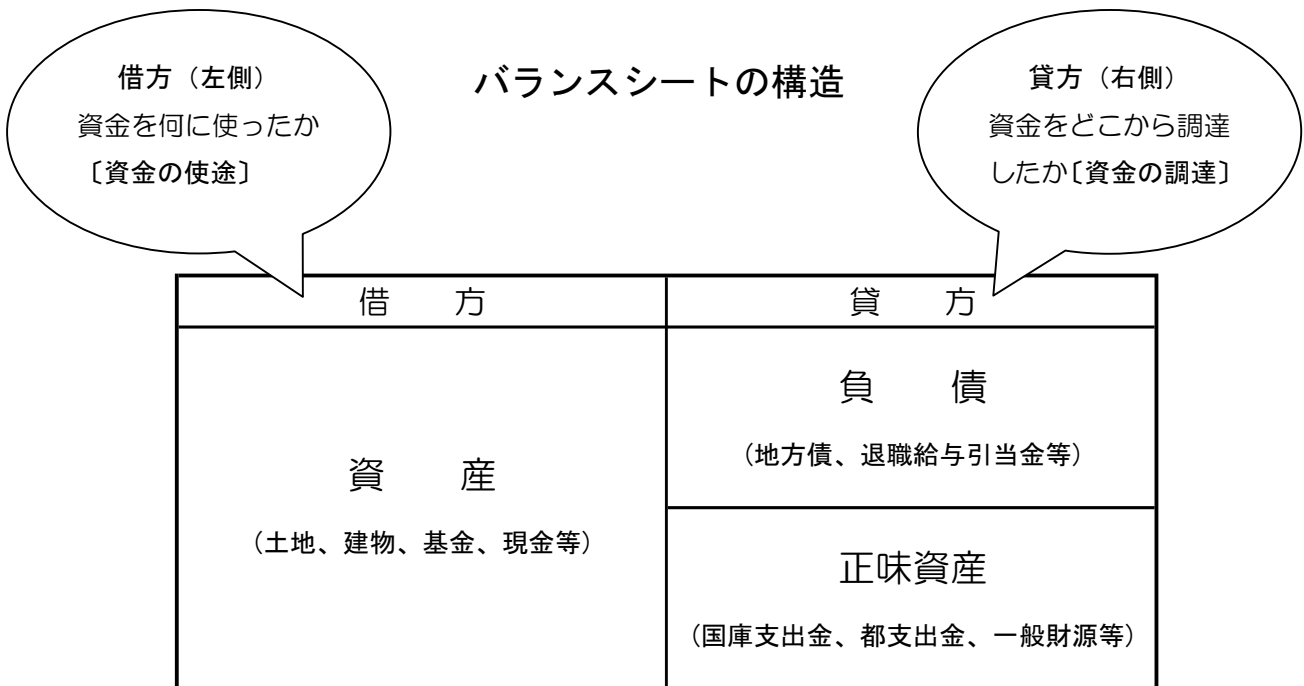 バランスシートの構造
借方（左側）
資金を何に使ったか
〔資金の使途〕
貸方（右側）
資金をどこから調達
したか〔資金の調達〕
借　方
貸　方
資　産
（土地、建物、基金、現金等）
負　債
（地方債、退職給与引当金等）
正味資産
（国庫支出金、都支出金、一般財源等）